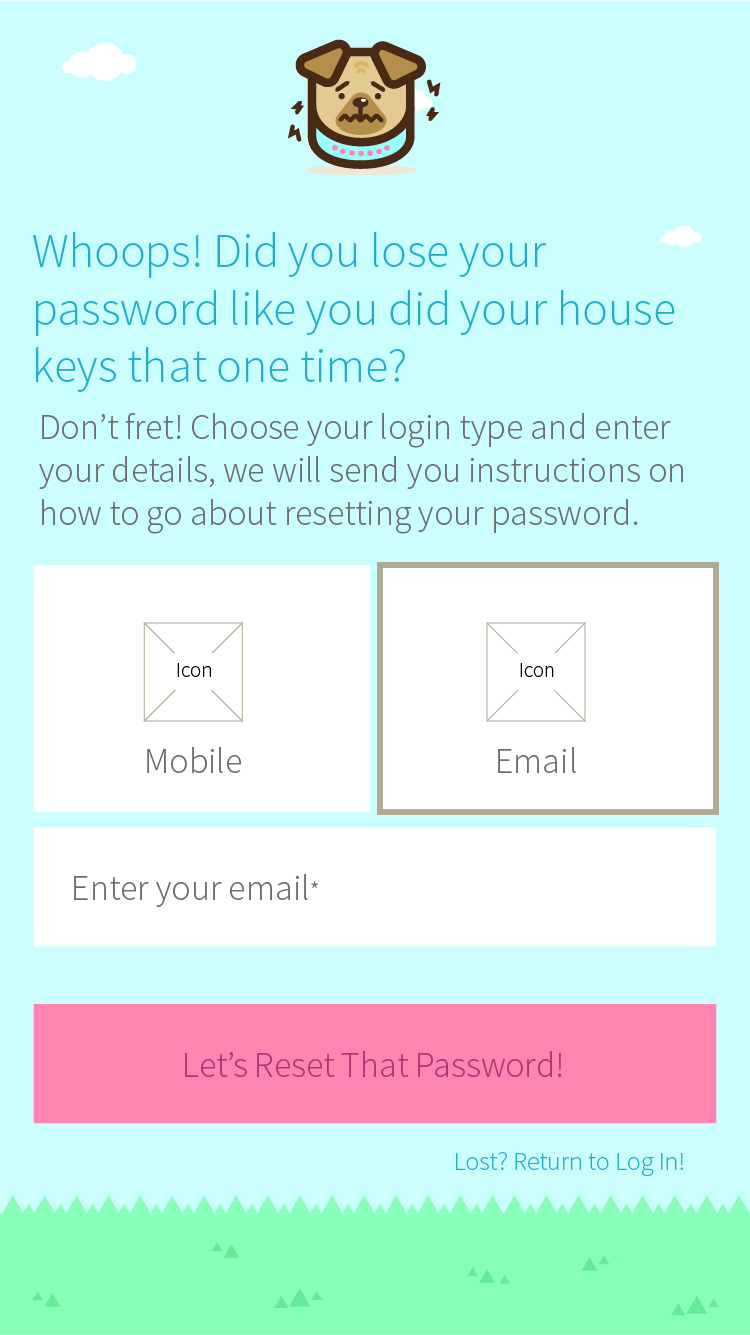 Whoops! Did you lose your
password like you did your house
keys that one time?
Don’t fret! Choose your login type and enter
your details, we will send you instructions on
how to go about resetting your password.
Icon
Icon
Mobile
Email
Enter your email*
Let’s Reset That Password!
Lost? Return to Log In!